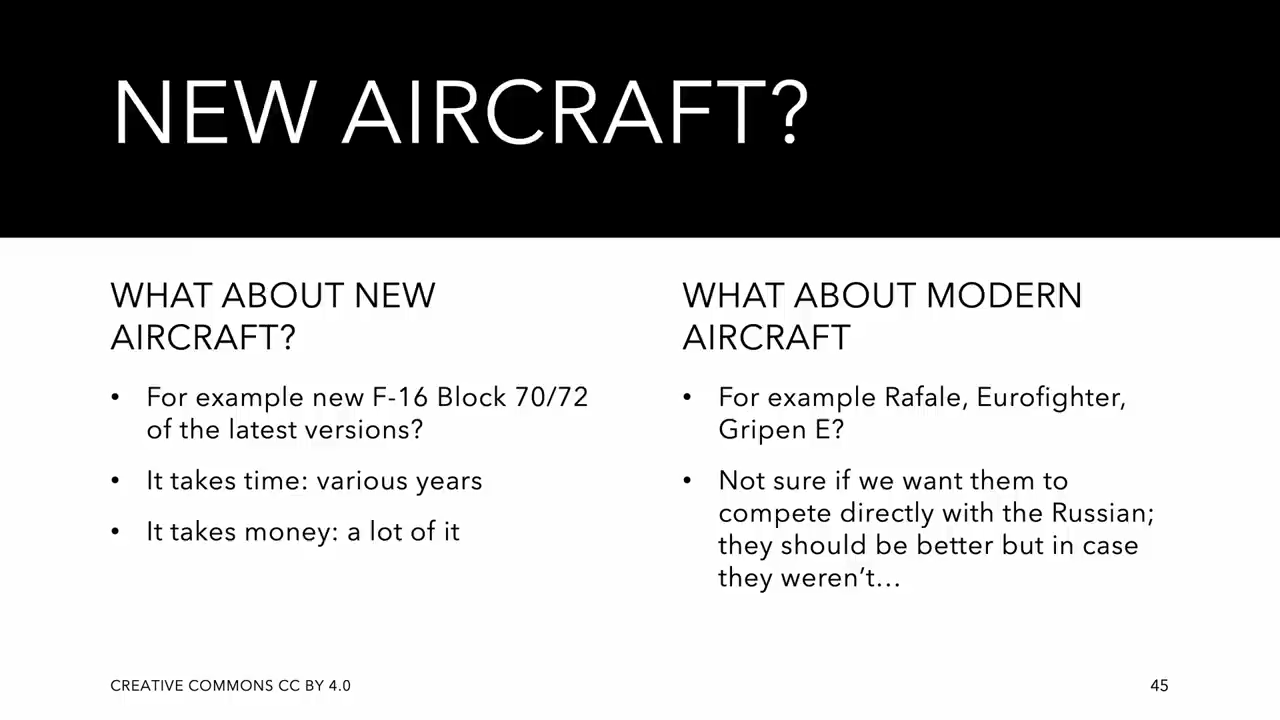 NEW AIRCRAFT?
WHAT ABOUT NEW
AIRCRAFT?
• For example new F-16 Block 70/72
of the latest versions?
• It takes time: various years
• It takes money: a lot of it
WHAT ABOUT MODERN
AIRCRAFT
• For example Rafale, Eurofighter,
Gripen E?
• Not sure if we want them to
compete directly with the Russian;
they should be better but in case
they weren’t…
CREATIVE COMMONS CC BY 4.0
45